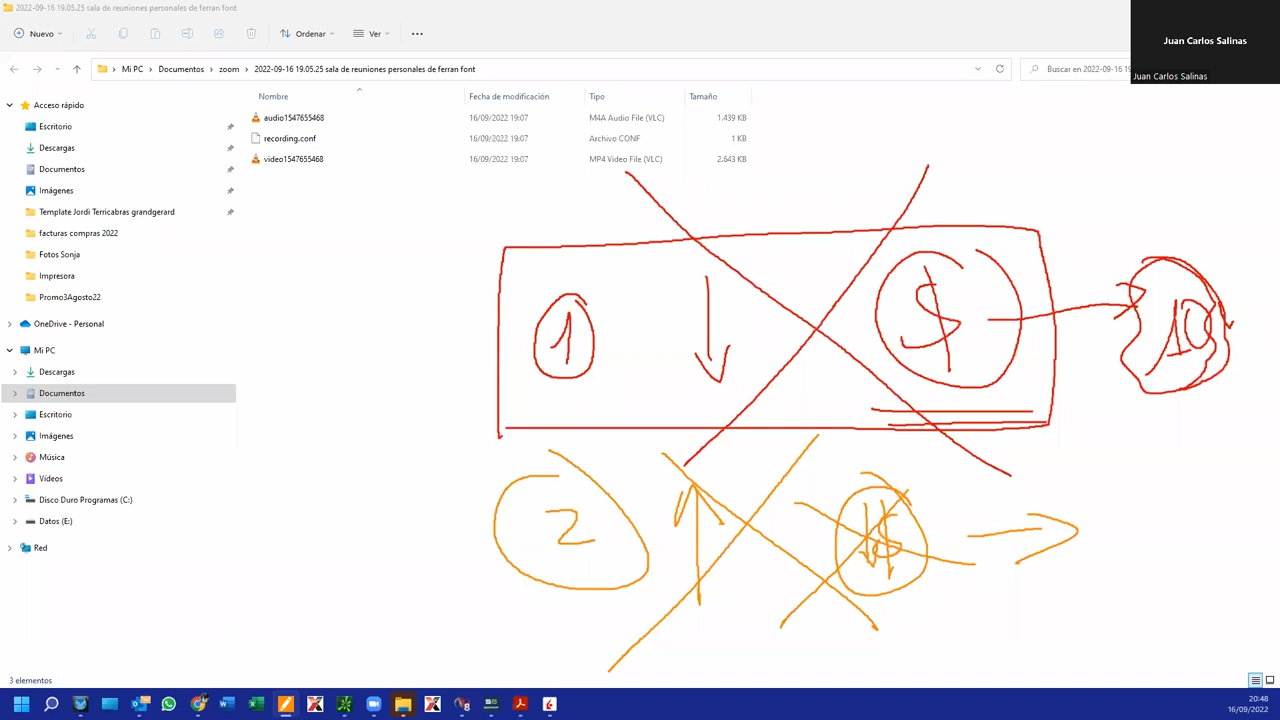 2022-09-16 19.05.25 sala de reuniones personales de ferran font
Nuevo
Ordenar
Ver
Mi PC > Documentos > zoom > 2022-09-16 19.05.25 sala de reuniones personales de ferran font
Buscar en 2022-09-16 19
Juan Carlos Salinas
Juan Carlos Salinas
Nombre Fecha de modificación Tipo Tamaño
audio1547655468 16/09/2022 19:07 M4A Audio File (VLC) 1.439 KB
recording.conf 16/09/2022 19:07 Archivo CONF 1 KB
video1547655468 16/09/2022 19:07 MP4 Video File (VLC) 2.643 KB
Acceso rápido
Escritorio
Descargas
Documentos
Imágenes
Template Jordi Terricabras grandgerard
facturas compras 2022
Fotos Sonja
Impresora
Promo3Agosto22
OneDrive - Personal
Mi PC
Descargas
Documentos
Escritorio
Imágenes
Música
Vídeos
Disco Duro Programas (C:)
Datos (E:)
Red
1 $ 10
2 $
3 elementos
20:48
16/09/2022